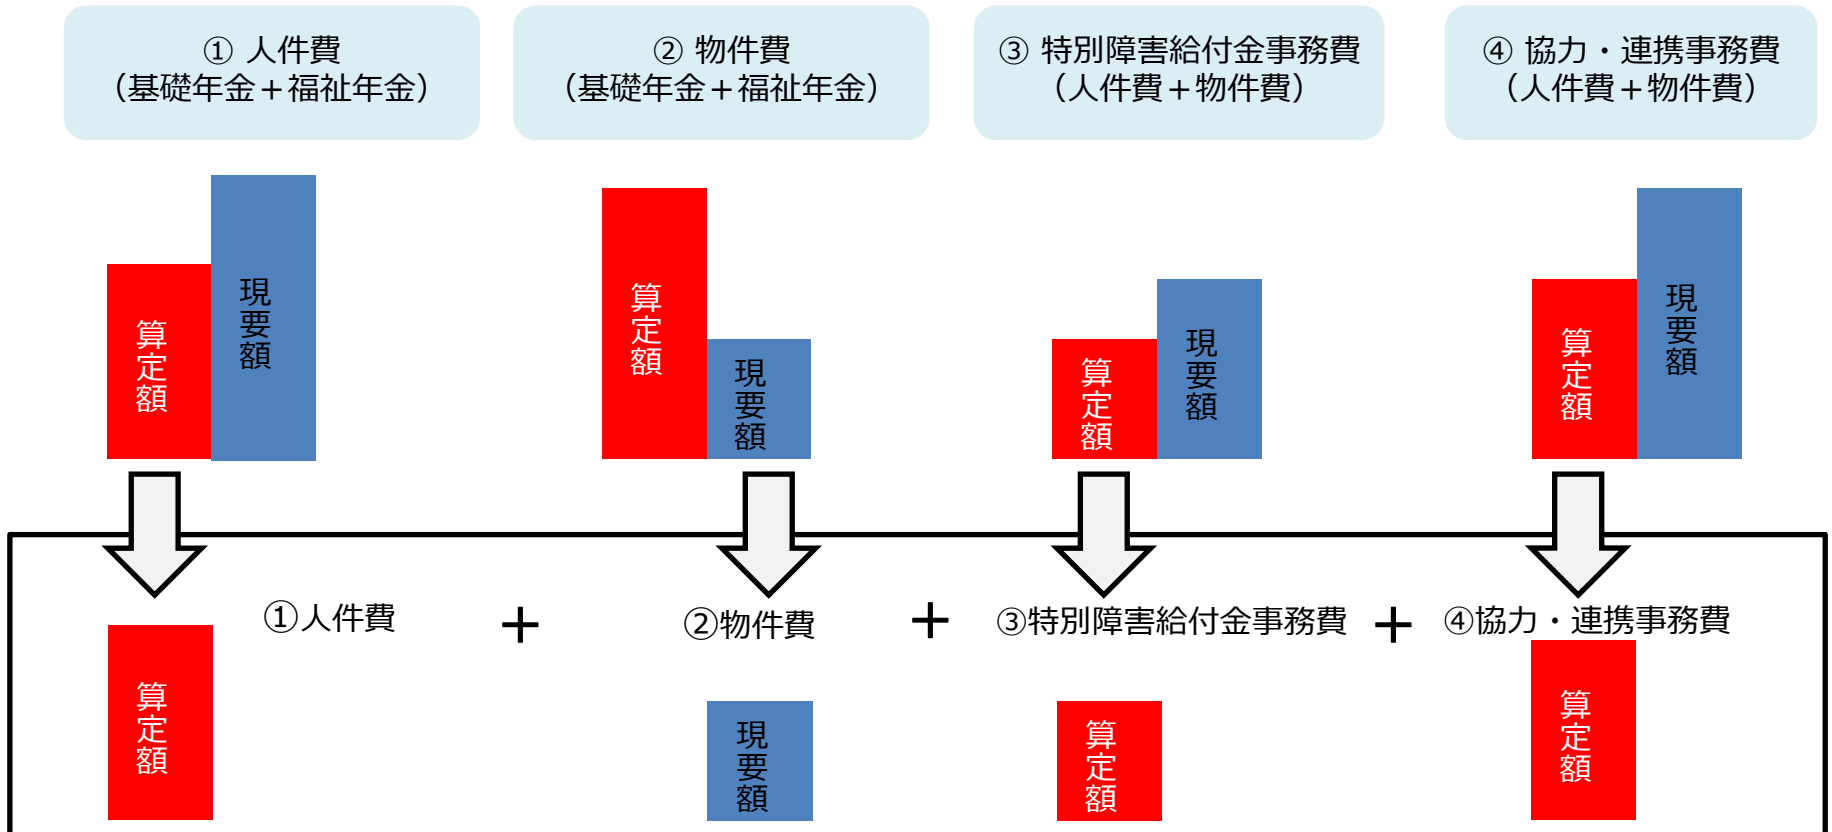 ① 人件費
（基礎年金＋福祉年金）
② 物件費
（基礎年金＋福祉年金）
③ 特別障害給付金事務費
（人件費＋物件費）
④ 協力・連携事務費
（人件費＋物件費）
算定額
現要額
算定額
現要額
算定額
現要額
算定額
現要額
①人件費
＋
②物件費
＋
③特別障害給付金事務費
＋
④協力・連携事務費
算定額
現要額
算定額
算定額